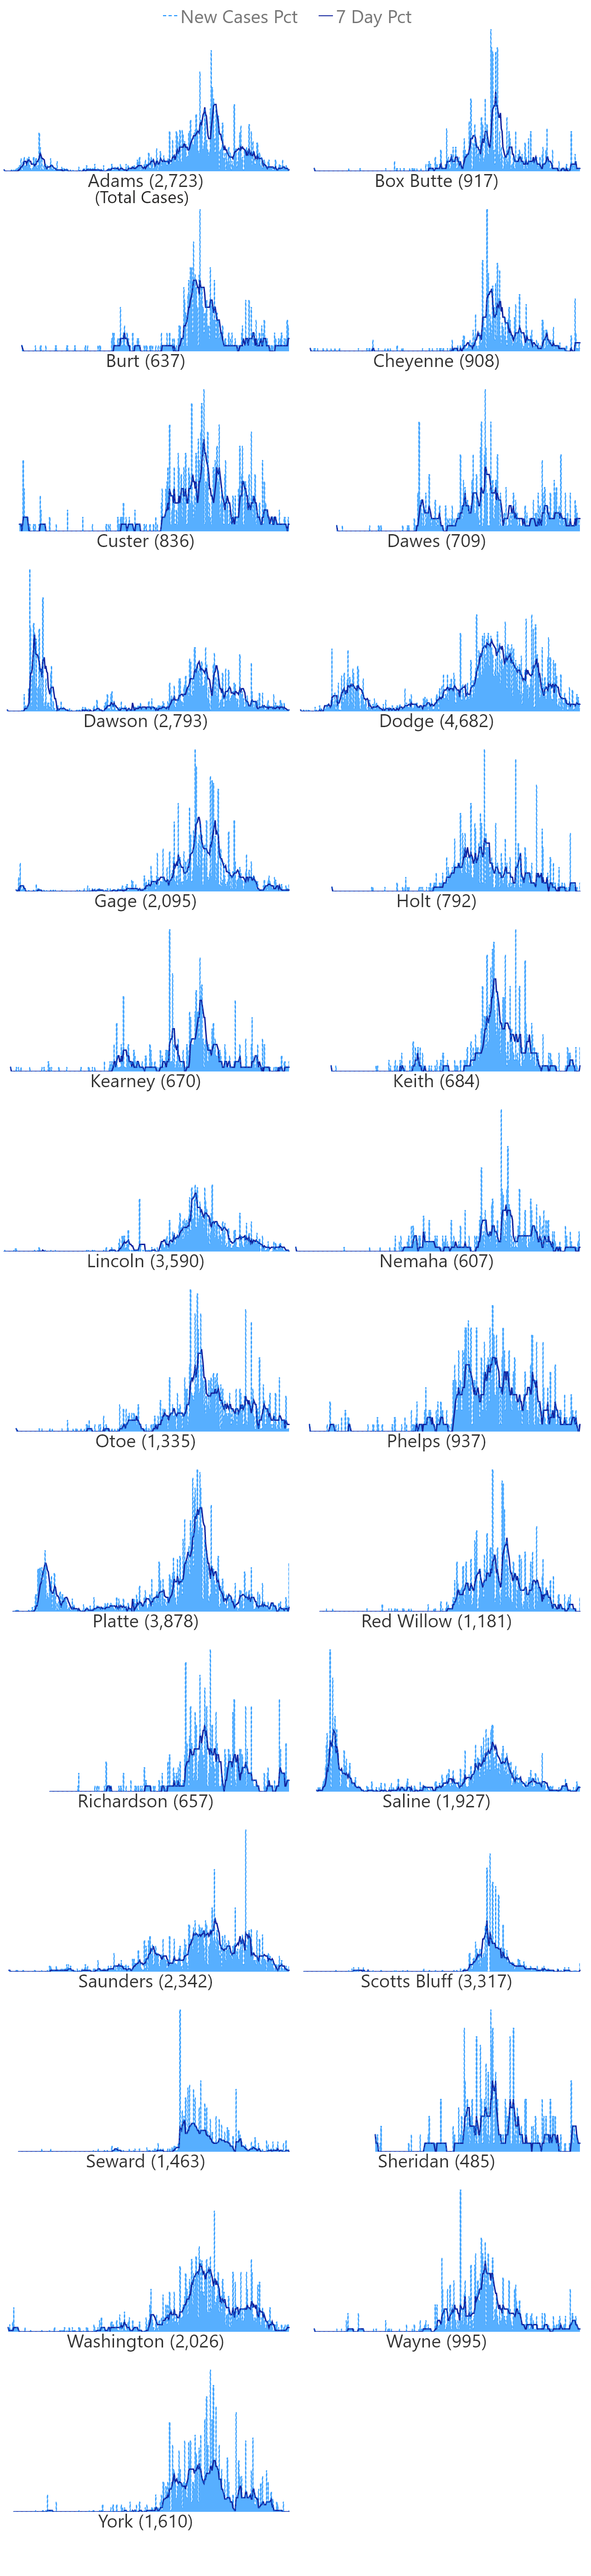 New Cases Pct 7 Day Pct
Adams (2,723) Box Butte (917)
(Total Cases)
Burt (637) Cheyenne (908)
Custer (836) Dawes (709)
Dawson (2,793) Dodge (4,682)
Gage (2,095) Holt (792)
Kearney (670) Keith (684)
Lincoln (3,590) Nemaha (607)
Otoe (1,335) Phelps (937)
Platte (3,878) Red Willow (1,181)
Richardson (657) Saline (1,927)
Saunders (2,342) Scotts Bluff (3,317)
Seward (1,463) Sheridan (485)
Washington (2,026) Wayne (995)
York (1,610)